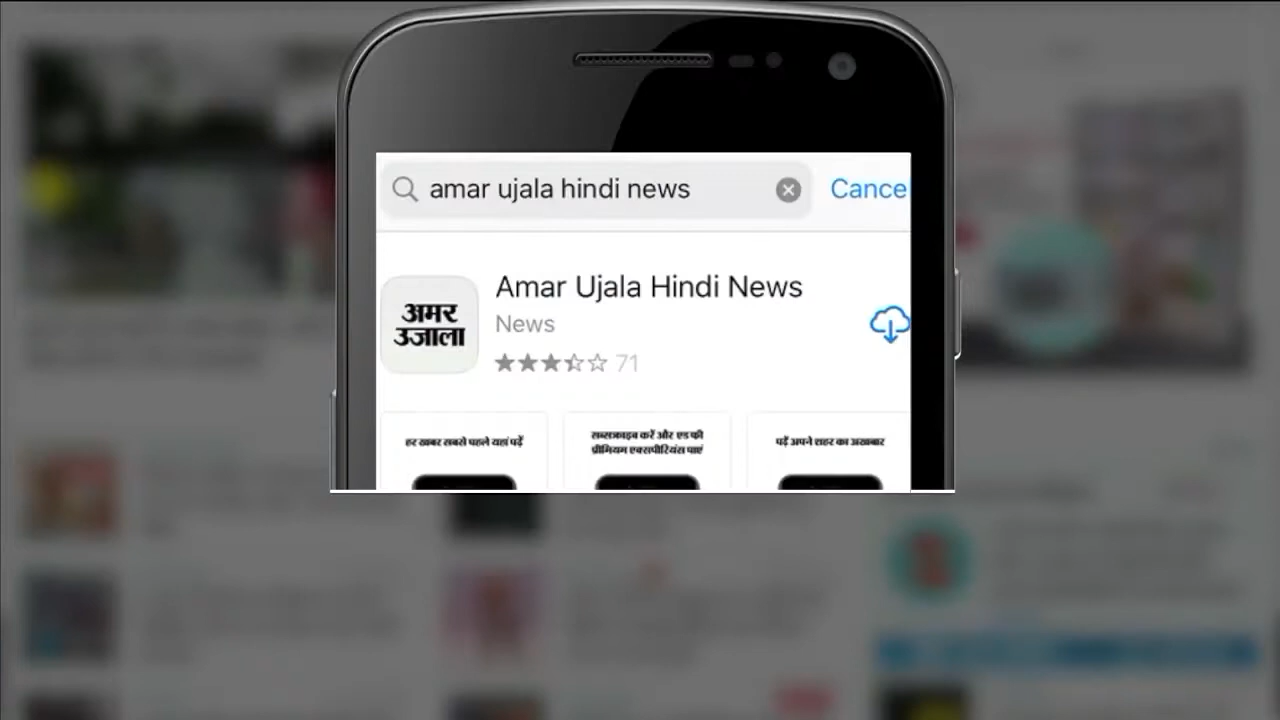 amar ujala hindi news
Cance
अमर
उजाला
Amar Ujala Hindi News
News
71
हर खबर सबसे पहले यहां पढ़ें
सब्सक्राइब करें और एड फ्री
प्रीमियम एक्सपीरियंस पाएं
पढ़ें अपने शहर का अखबार